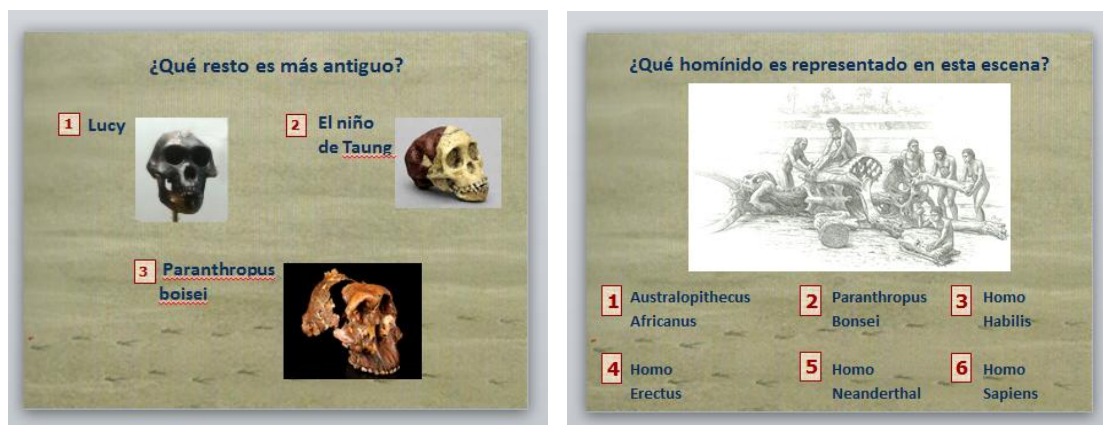 ¿Qué resto es más antiguo?
1 Lucy
2 El niño
de Taung
3 Paranthropus
boisei
¿Qué homínido es representado en esta escena?
1 Australopithecus
Africanus
2 Paranthropus
Bonsei
3 Homo
Habilis
4 Homo
Erectus
5 Homo
Neanderthal
6 Homo
Sapiens